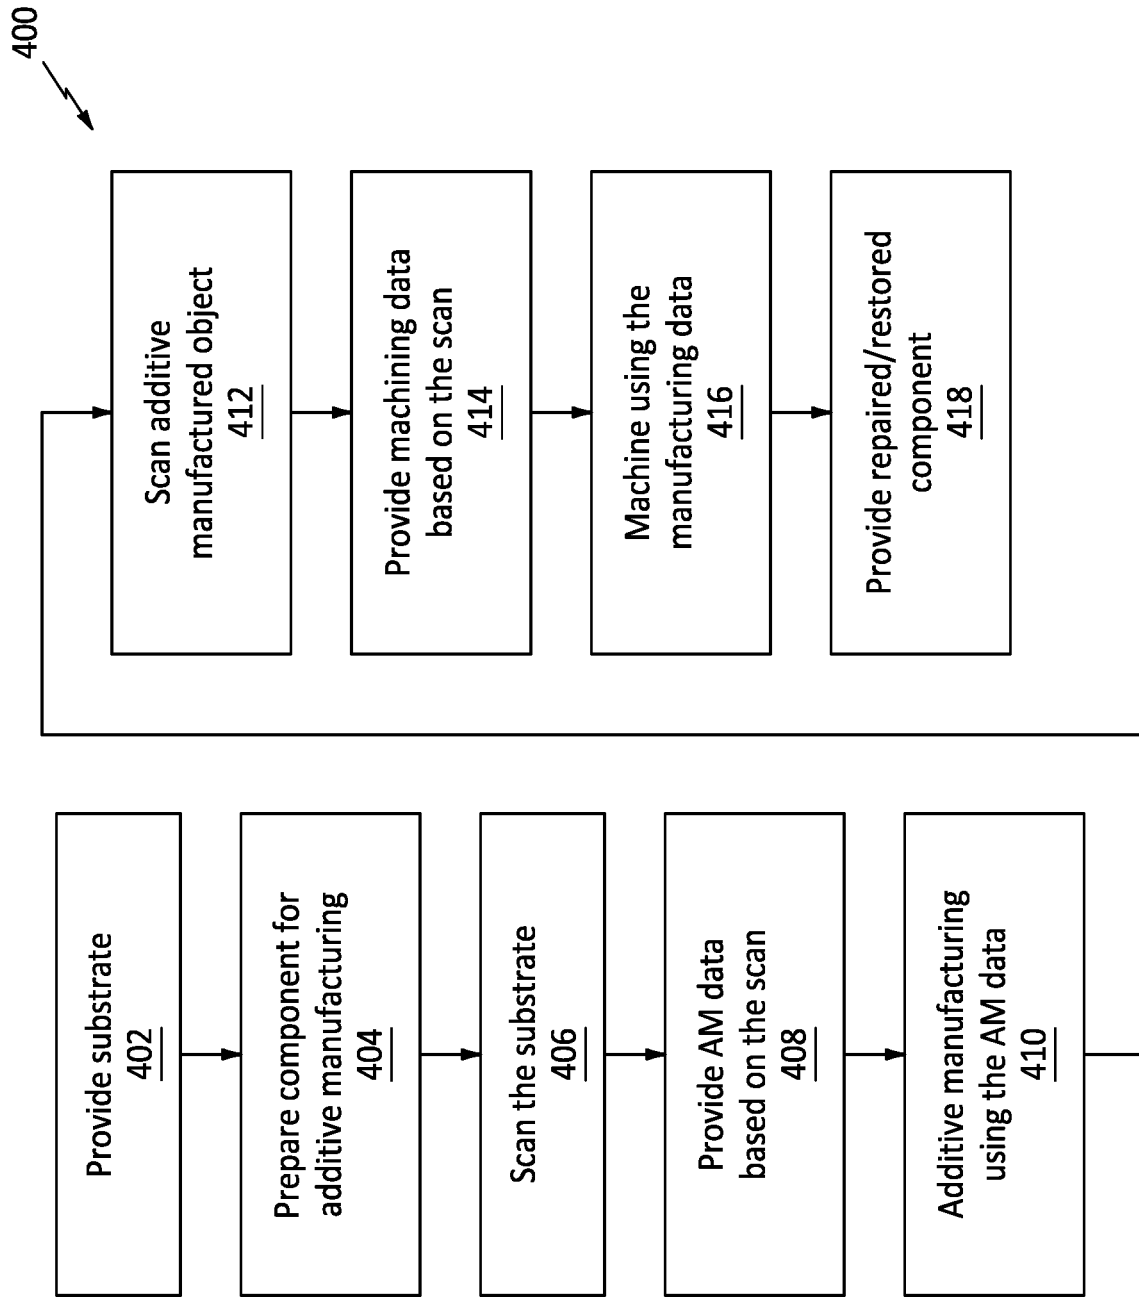 400
Provide substrate
402
Prepare component for
additive manufacturing
404
Scan the substrate
406
Provide AM data
based on the scan
408
Additive manufacturing
using the AM data
410
Scan additive
manufactured object
412
Provide machining data
based on the scan
414
Machine using the
manufacturing data
416
Provide repaired/restored
component
418